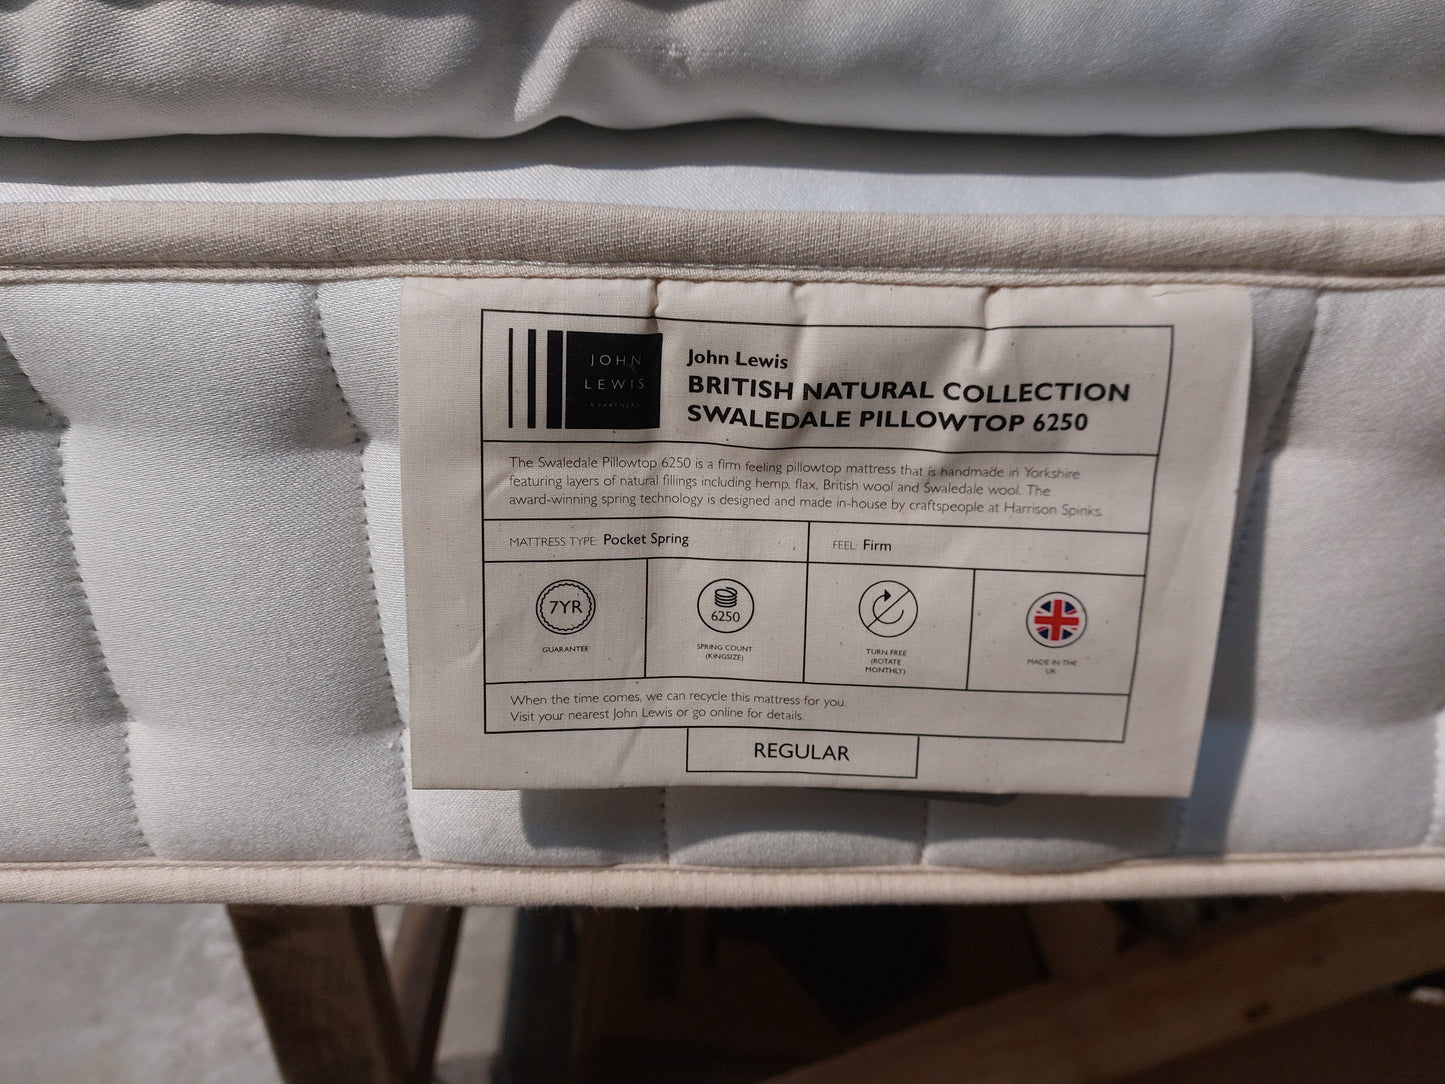 JOHN
LEWIS
& PARTNERS
John Lewis
BRITISH NATURAL COLLECTION
SWALEDALE PILLOWTOP 6250
The Swaledale Pillowtop 6250 is a firm feeling pillowtop mattress that is handmade in Yorkshire
featuring layers of natural fillings including hemp, flax, British wool and Swaledale wool. The
award-winning spring technology is designed and made in-house by craftspeople at Harrison Spinks.
MATTRESS TYPE: Pocket Spring
FEEL: Firm
7YR
GUARANTEE
6250
SPRING COUNT
(KINGSIZE)
TURN FREE
(ROTATE
MONTHLY)
MADE IN THE
UK
When the time comes, we can recycle this mattress for you.
Visit your nearest John Lewis or go online for details.
REGULAR